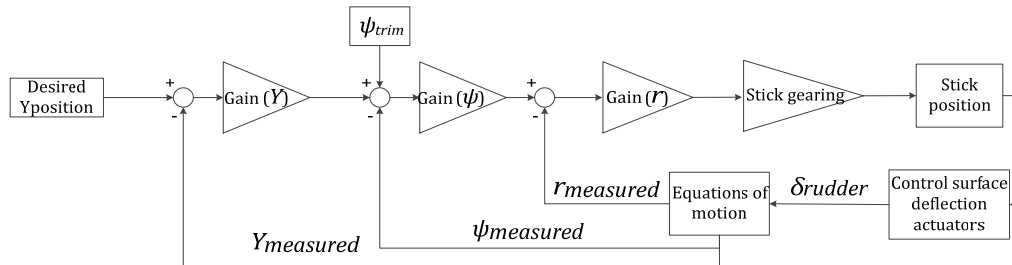 ψtrim
+
+
+
Desired
Yposition
Gain (Y)
Gain (ψ)
Gain (r)
Stick gearing
Stick
position
-
-
-
rmeasured
Equations of
motion
δrudder
Control surface
deflection
actuators
Ymeasured
ψmeasured